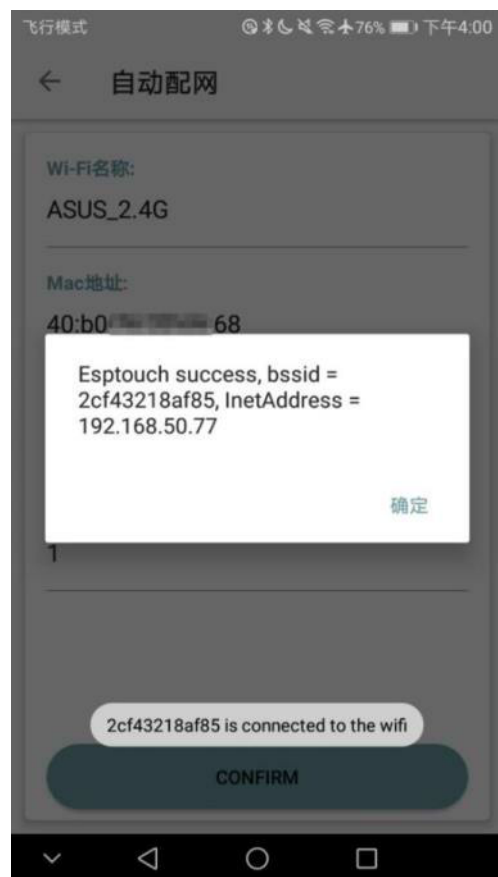 飞行模式 76% 下午4:00
自动配网
Wi-Fi名称:
ASUS_2.4G
Mac地址:
40:b0 68
Esptouch success, bssid =
2cf43218af85, InetAddress =
192.168.50.77
确定
1
2cf43218af85 is connected to the wifi
CONFIRM